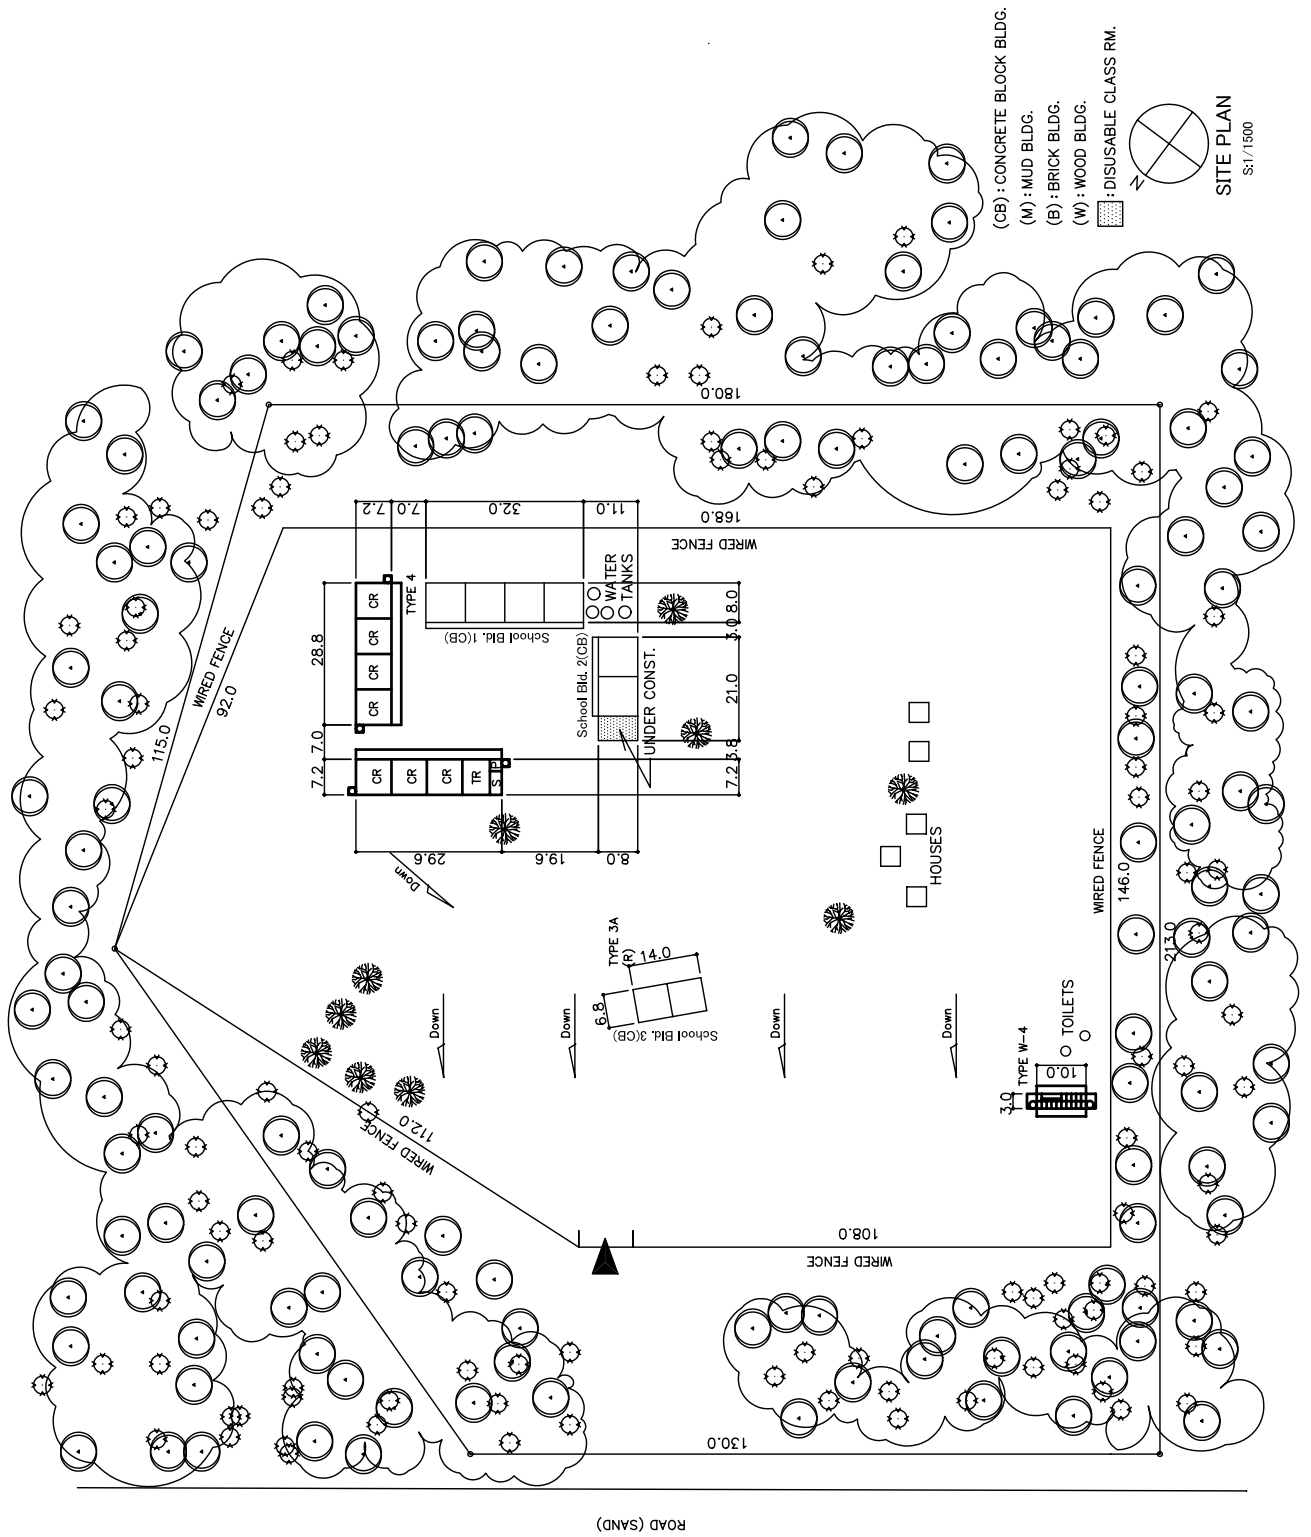 (CB) : CONCRETE BLOCK BLDG.
(M) : MUD BLDG.
(B) : BRICK BLDG.
(W) : WOOD BLDG.
: DISUSABLE CLASS RM.
N
SITE PLAN
S:1/1500
180.0
168.0
WIRED FENCE
115.0
WIRED FENCE
92.0
7.2
7.0
32.0
11.0
28.8
7.0
7.2
CR
CR
CR
CR
TYPE 4
School Bld. 1(CB)
WATER
TANKS
School Bld. 2(CB)
UNDER CONST.
8.0
3.0
21.0
3.8
7.2
CR
CR
CR
TR
S
P
29.6
19.6
8.0
Down
HOUSES
WIRED FENCE
146.0
213.0
TYPE 3A
(R)
14.0
6.8
School Bld. 3(CB)
Down
Down
Down
Down
TOILETS
TYPE W-4
10.0
3.0
112.0
WIRED FENCE
108.0
WIRED FENCE
130.0
ROAD (SAND)